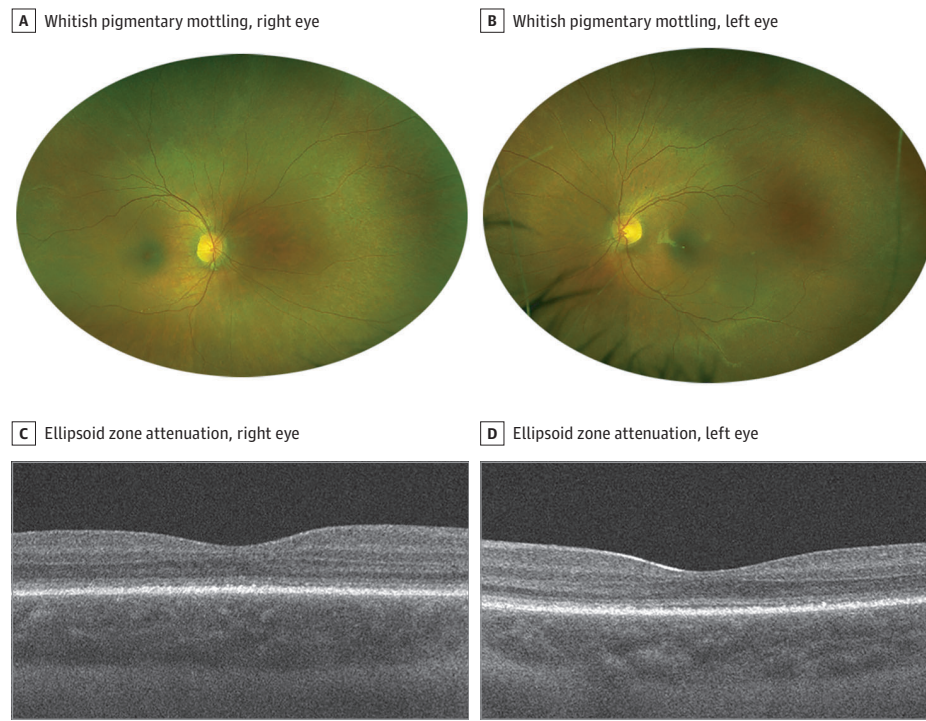 A Whitish pigmentary mottling, right eye
B Whitish pigmentary mottling, left eye
C Ellipsoid zone attenuation, right eye
D Ellipsoid zone attenuation, left eye